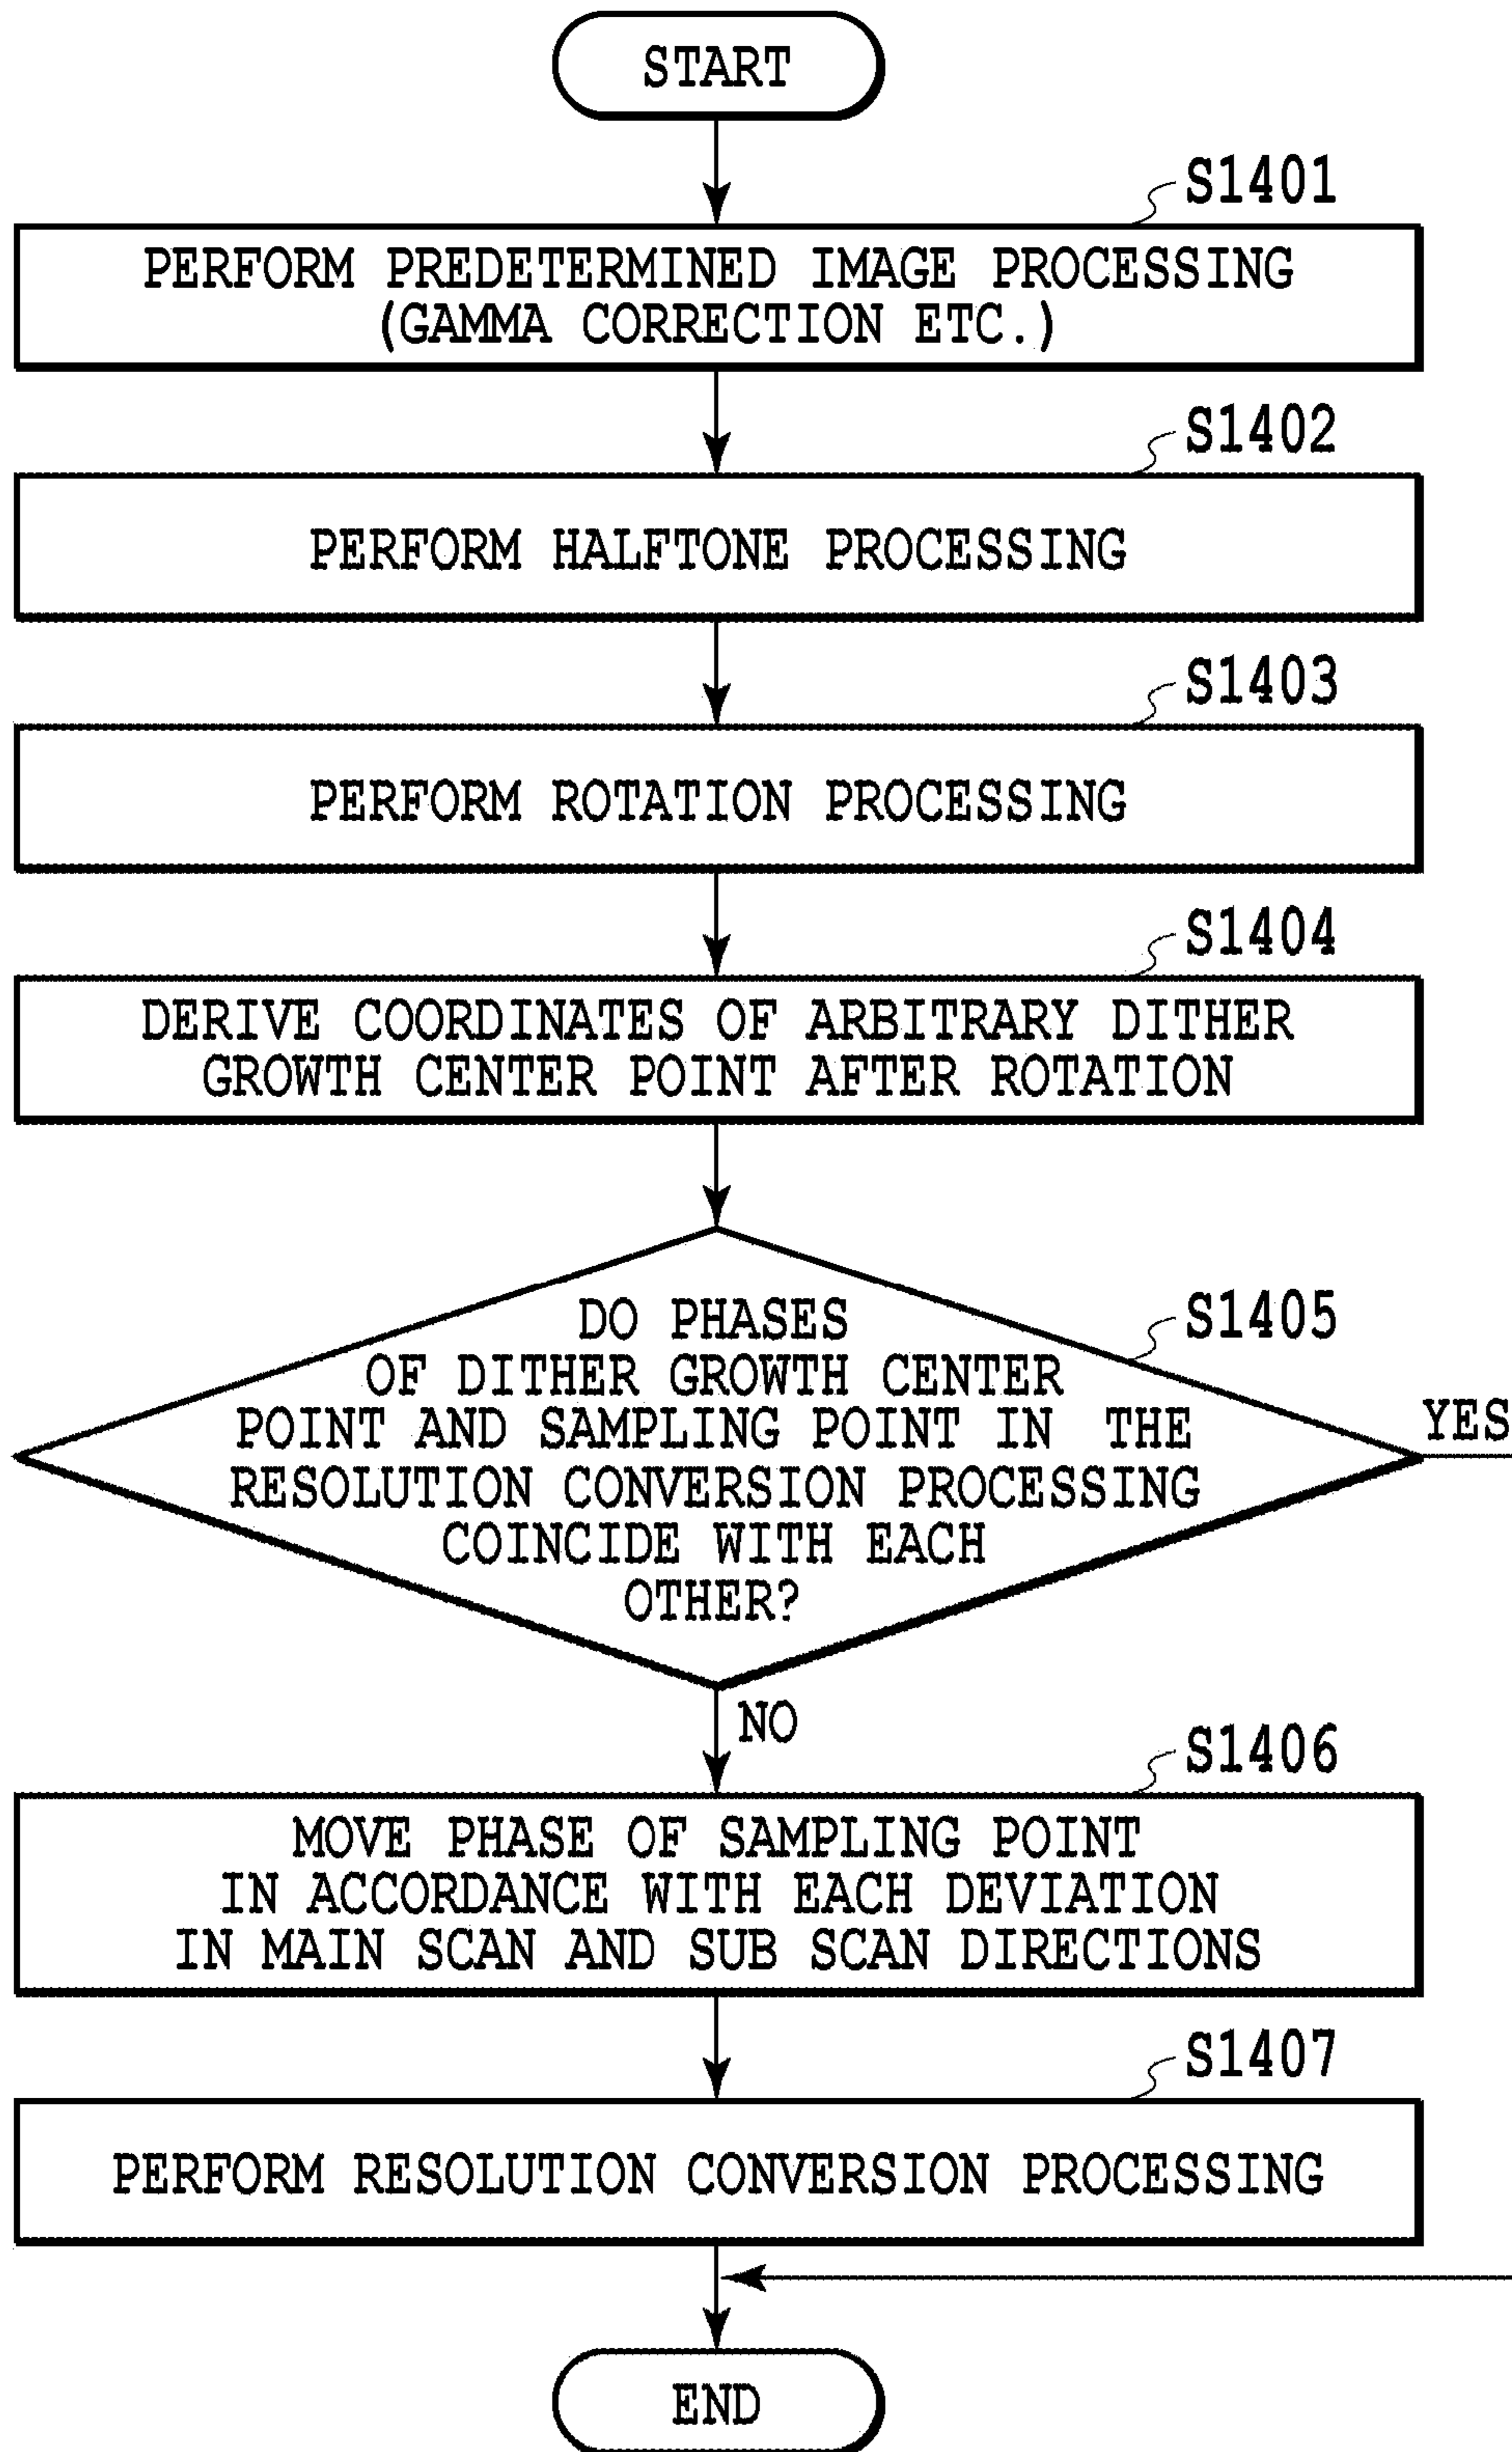 START
S1401
PERFORM PREDETERMINED IMAGE PROCESSING
(GAMMA CORRECTION ETC.)
S1402
PERFORM HALFTONE PROCESSING
S1403
PERFORM ROTATION PROCESSING
S1404
DERIVE COORDINATES OF ARBITRARY DITHER
GROWTH CENTER POINT AFTER ROTATION
S1405
DO PHASES
OF DITHER GROWTH CENTER
POINT AND SAMPLING POINT IN THE
RESOLUTION CONVERSION PROCESSING
COINCIDE WITH EACH
OTHER?
YES
NO
S1406
MOVE PHASE OF SAMPLING POINT
IN ACCORDANCE WITH EACH DEVIATION
IN MAIN SCAN AND SUB SCAN DIRECTIONS
S1407
PERFORM RESOLUTION CONVERSION PROCESSING
END